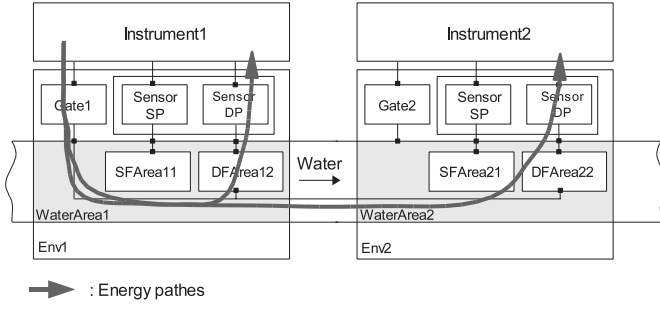 Instrument1 Instrument2
Gate1 Sensor SP Sensor DP Gate2 Sensor SP Sensor DP
SFArea11 DFArea12 Water SFArea21 DFArea22
WaterArea1 WaterArea2
Env1 Env2
: Energy pathes